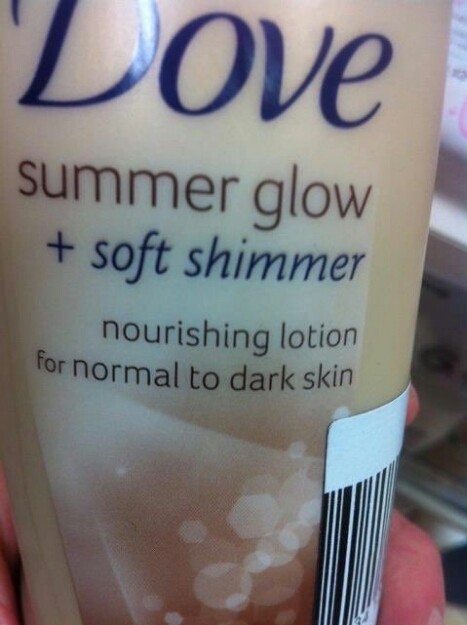 Dove
summer glow
+ soft shimmer
nourishing lotion
for normal to dark skin